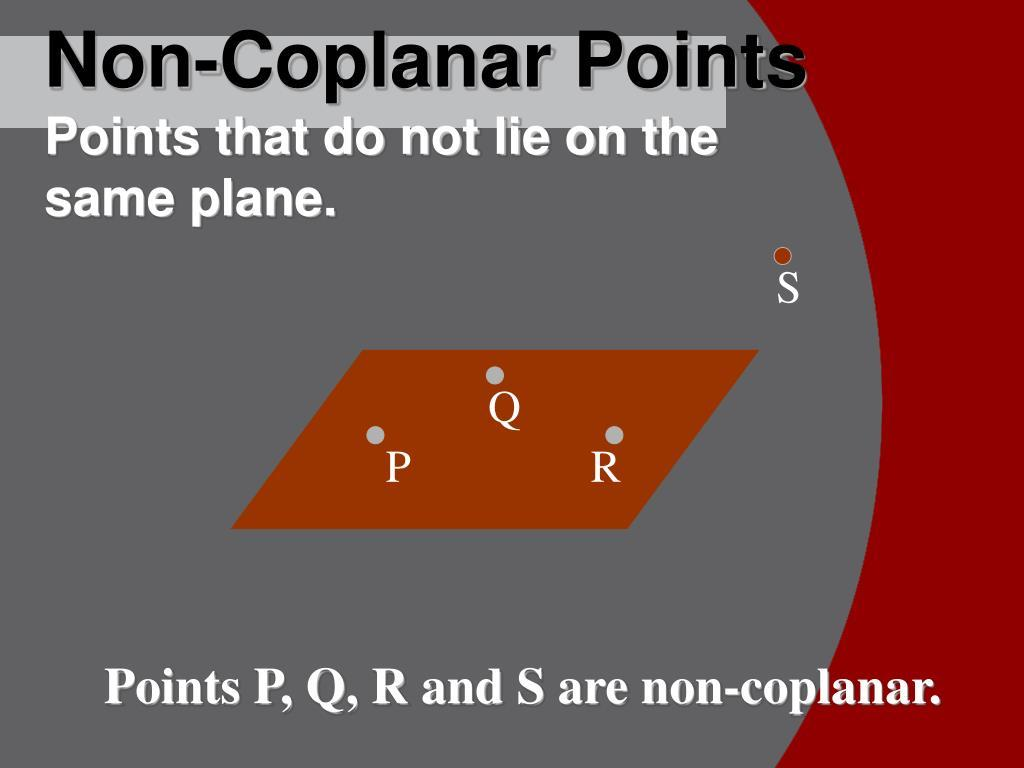 Non-Coplanar Points
Points that do not lie on the
same plane.
S
Q
P R
Points P, Q, R and S are non-coplanar.